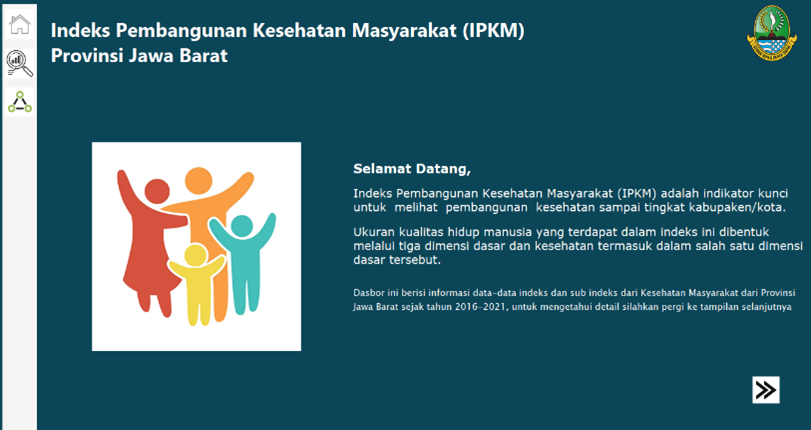 Indeks Pembangunan Kesehatan Masyarakat (IPKM)
Provinsi Jawa Barat
Selamat Datang,
Indeks Pembangunan Kesehatan Masyarakat (IPKM) adalah indikator kunci
untuk melihat pembangunan kesehatan sampai tingkat kabupaken/kota.
Ukuran kualitas hidup manusia yang terdapat dalam indeks ini dibentuk
melalui tiga dimensi dasar dan kesehatan termasuk dalam salah satu dimensi
dasar tersebut.
Dasbor ini berisi informasi data-data indeks dan sub indeks dari Kesehatan Masyarakat dari Provinsi
Jawa Barat sejak tahun 2016-2021, untuk mengetahui detail silahkan pergi ke tampilan selanjutnya